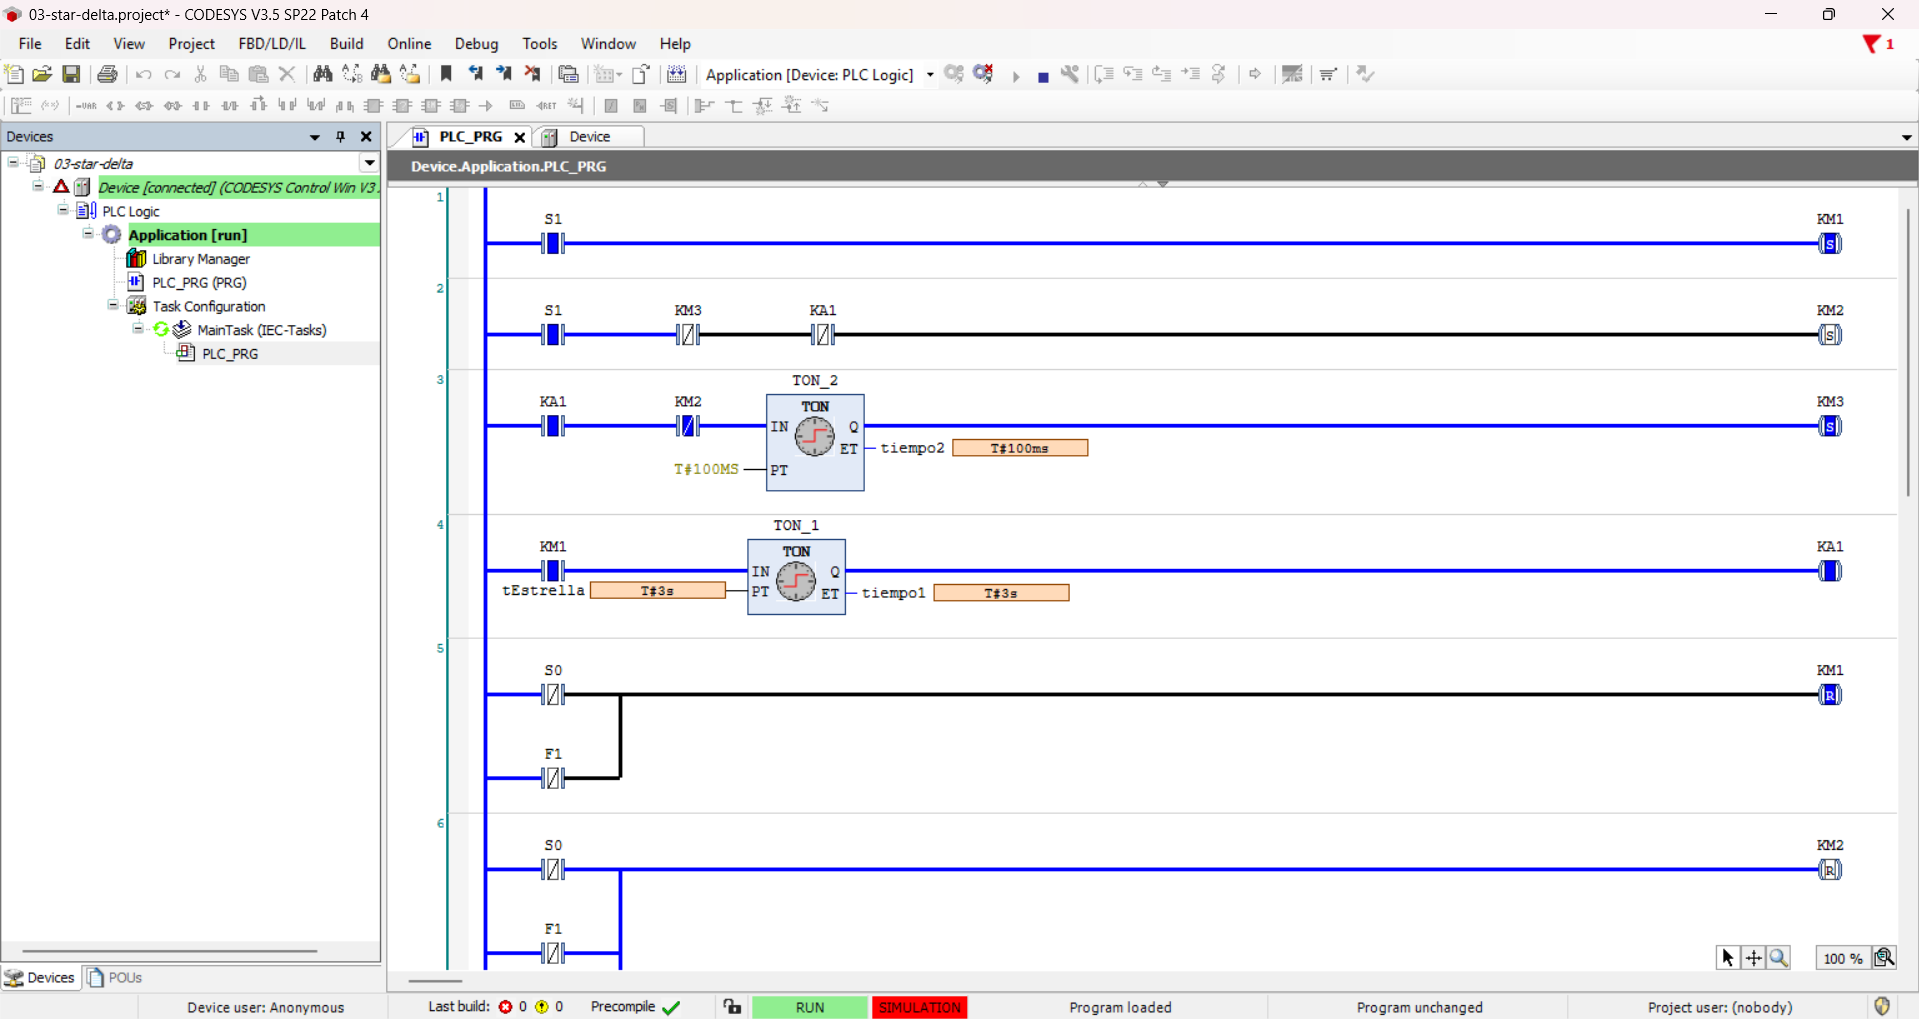 03-star-delta.project* - CODESYS V3.5 SP22 Patch 4
File Edit View Project FBD/LD/IL Build Online Debug Tools Window Help
1
Application [Device: PLC Logic]
Devices
PLC_PRG Device
03-star-delta
Device.Application.PLC_PRG
Device [connected] (CODESYS Control Win V3
PLC Logic
Application [run]
Library Manager
PLC_PRG (PRG)
Task Configuration
MainTask (IEC-Tasks)
PLC_PRG
1
S1 KM1
S
2
S1 KM3 KA1 KM2
S
3
TON_2
KA1 KM2 TON KM3
IN Q
S
ET tiempo2 T#100ms
T#100MS PT
4
TON_1
KM1 TON KA1
IN Q
tEstrella T#3s PT ET tiempo1 T#3s
5
S0 KM1
R
F1
6
S0 KM2
R
F1
100 %
Devices POUs
Device user: Anonymous Last build: 0 0 Precompile RUN SIMULATION Program loaded Program unchanged Project user: (nobody)